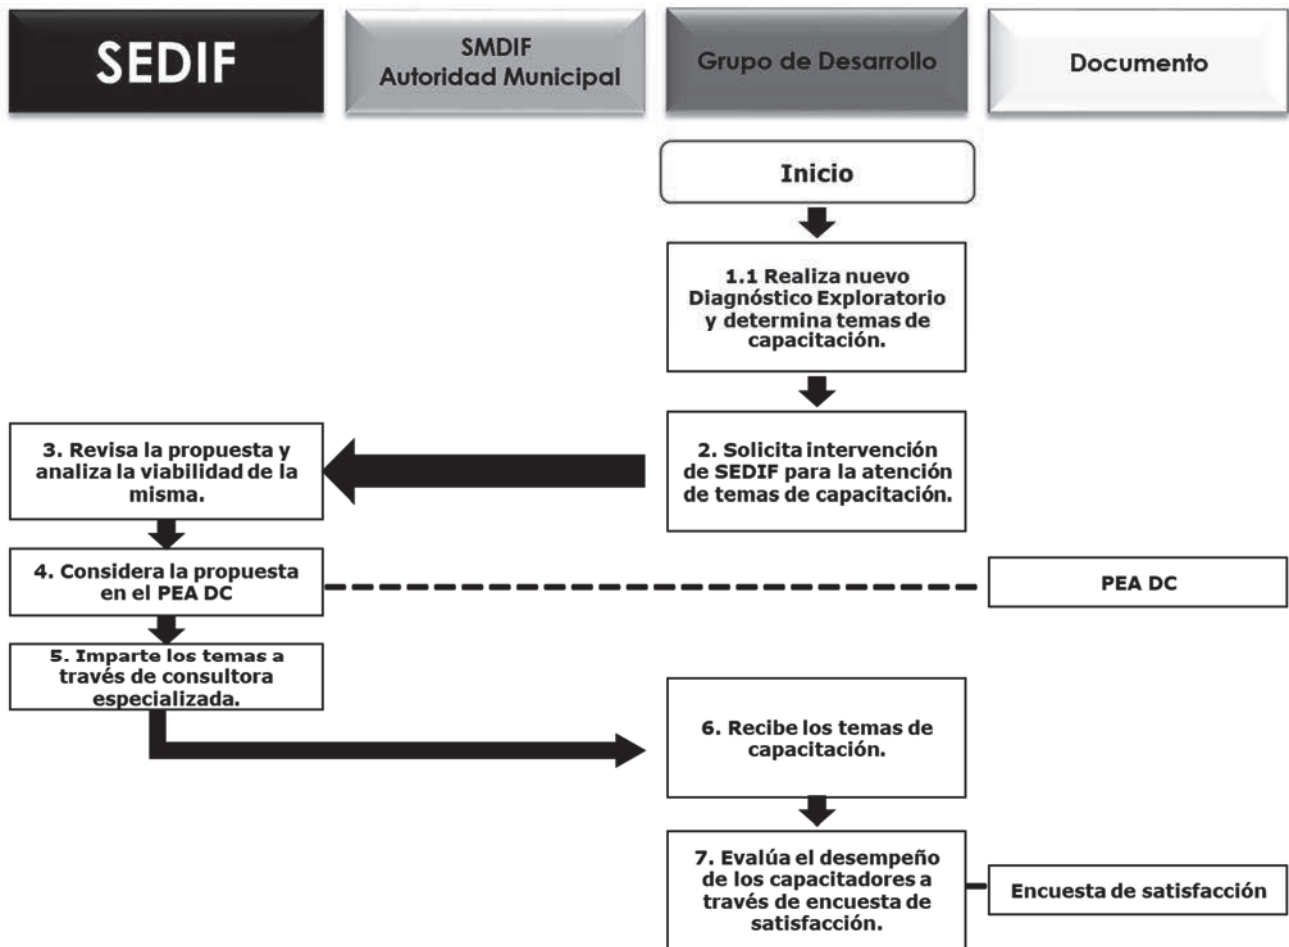 SEDIF
SMDIF
Autoridad Municipal
Grupo de Desarrollo
Documento
Inicio
1.1 Realiza nuevo
Diagnóstico Exploratorio
y determina temas de
capacitación.
2. Solicita intervención
de SEDIF para la atención
de temas de capacitación.
3. Revisa la propuesta y
analiza la viabilidad de la
misma.
4. Considera la propuesta
en el PEA DC
PEA DC
5. Imparte los temas a
través de consultora
especializada.
6. Recibe los temas de
capacitación.
7. Evalúa el desempeño
de los capacitadores a
través de encuesta de
satisfacción.
Encuesta de satisfacción